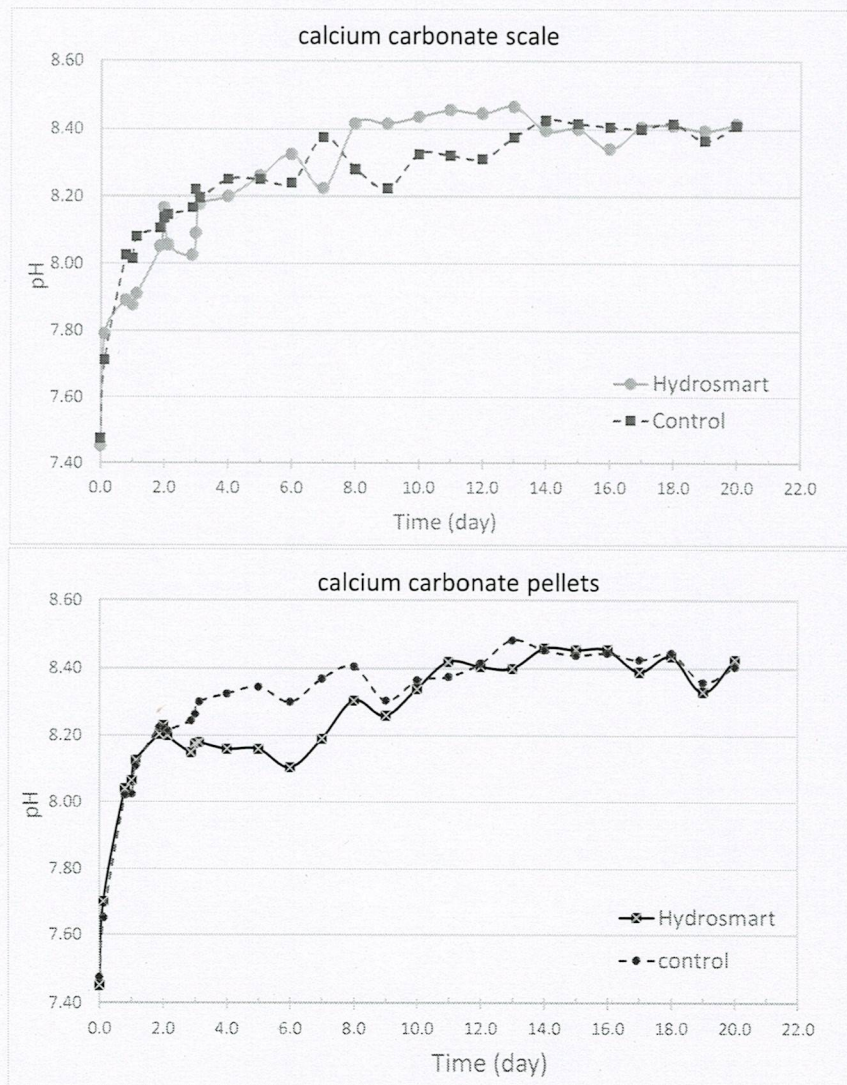 calcium carbonate scale
8.60
8.40
8.20
8.00
7.80
7.60
7.40
pH
Hydrosmart
Control
0.0 2.0 4.0 6.0 8.0 10.0 12.0 14.0 16.0 18.0 20.0 22.0
Time (day)
calcium carbonate pellets
8.60
8.40
8.20
8.00
7.80
7.60
7.40
pH
Hydrosmart
control
0.0 2.0 4.0 6.0 8.0 10.0 12.0 14.0 16.0 18.0 20.0 22.0
Time (day)